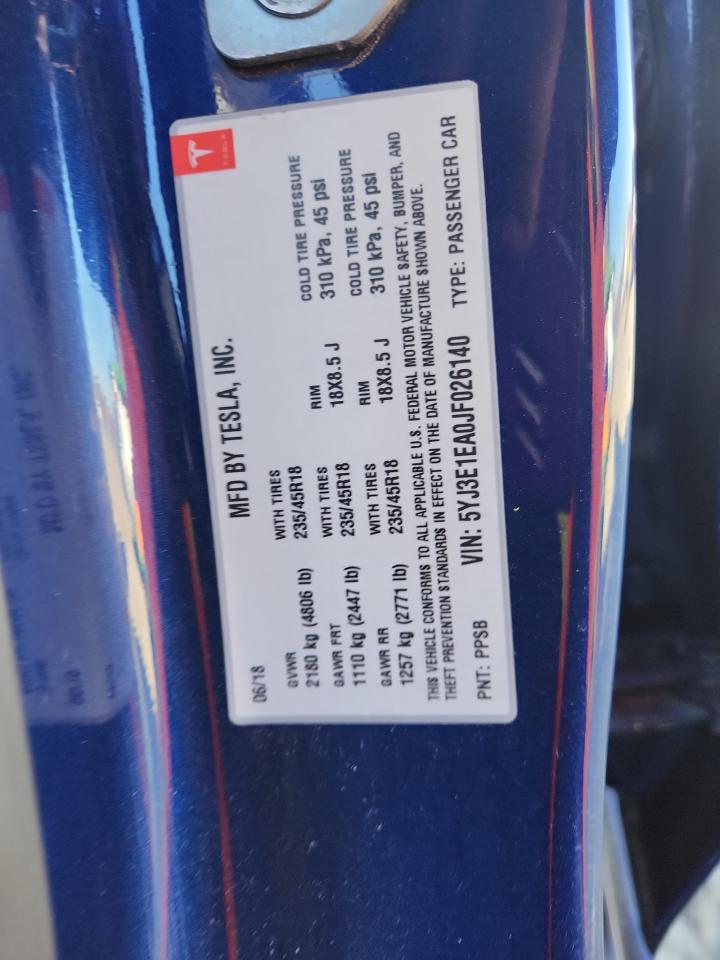 TESLA
MFD BY TESLA, INC.
06/18
GVWR
2180 kg (4806 lb)
WITH TIRES
235/45R18
RIM
18X8.5 J
COLD TIRE PRESSURE
310 kPa, 45 psi
GAWR FRT
1110 kg (2447 lb)
WITH TIRES
235/45R18
RIM
18X8.5 J
COLD TIRE PRESSURE
310 kPa, 45 psi
GAWR RR
1257 kg (2771 lb)
WITH TIRES
235/45R18
THIS VEHICLE CONFORMS TO ALL APPLICABLE U.S. FEDERAL MOTOR VEHICLE SAFETY, BUMPER, AND
THEFT PREVENTION STANDARDS IN EFFECT ON THE DATE OF MANUFACTURE SHOWN ABOVE.
PNT: PPSB VIN: 5YJ3E1EA0JF026140 TYPE: PASSENGER CAR